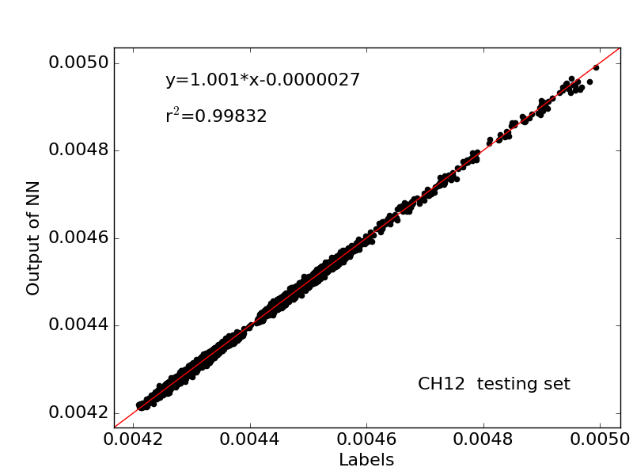 0.0050
y=1.001*x-0.0000027
r²=0.99832
0.0048
0.0046
Output of NN
0.0044
CH12 testing set
0.0042
0.0042 0.0044 0.0046 0.0048 0.0050
Labels